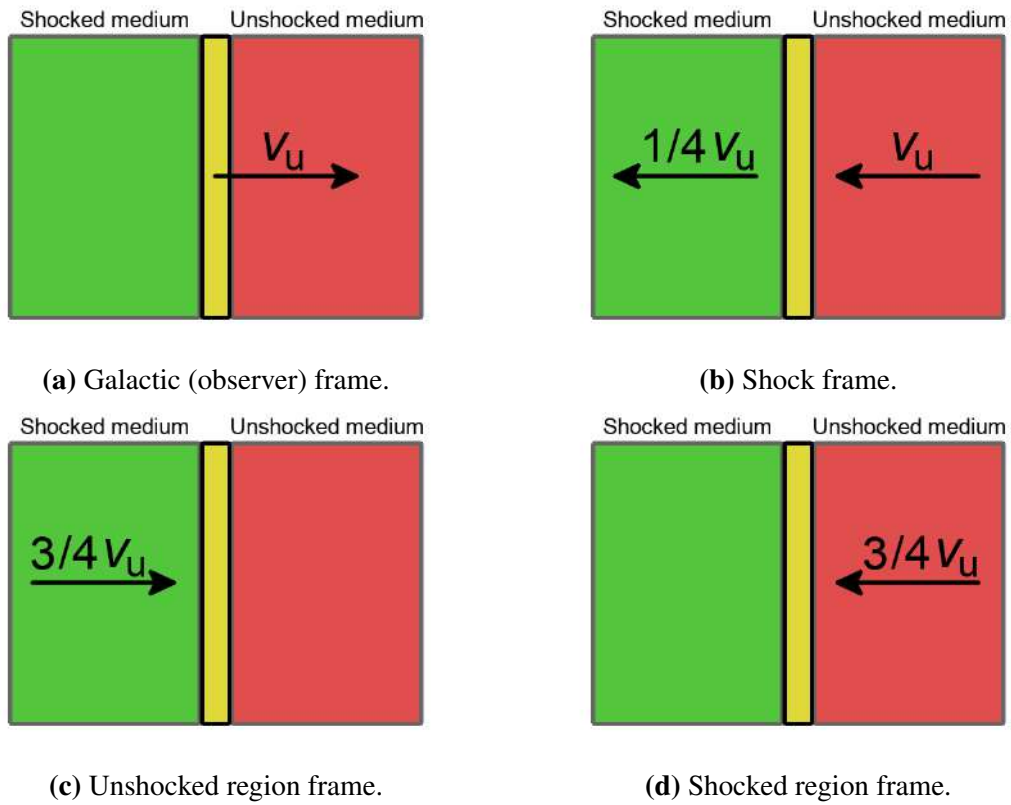 Shocked medium Unshocked medium
v_u
(a) Galactic (observer) frame.
Shocked medium Unshocked medium
1/4 v_u v_u
(b) Shock frame.
Shocked medium Unshocked medium
3/4 v_u
(c) Unshocked region frame.
Shocked medium Unshocked medium
3/4 v_u
(d) Shocked region frame.